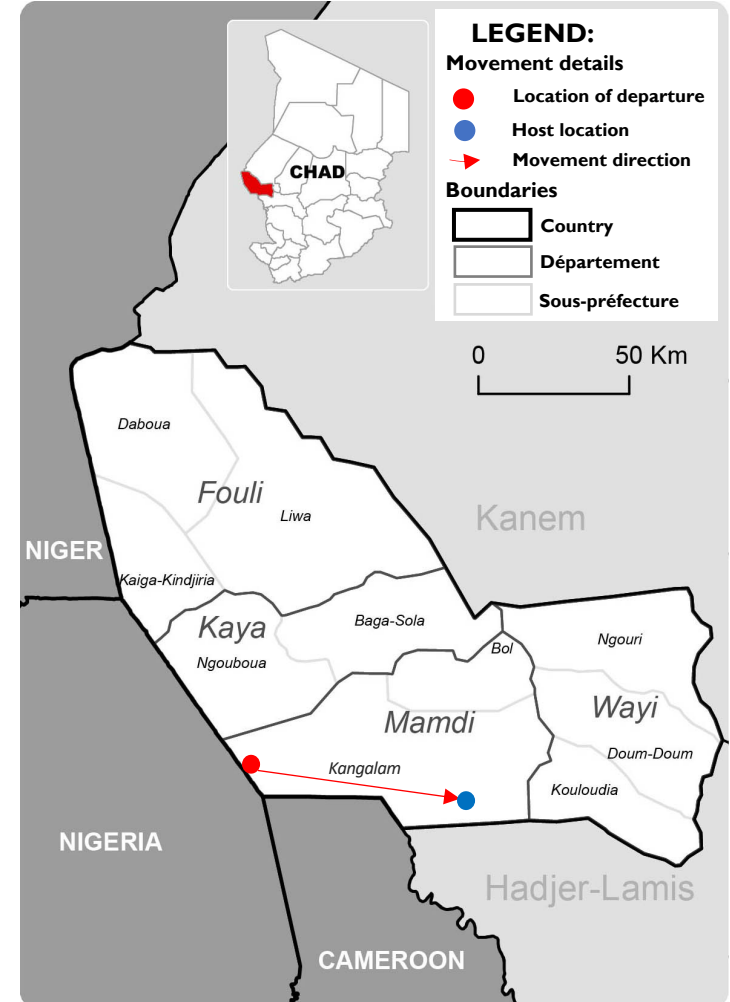 LEGEND:
Movement details
Location of departure
Host location
Movement direction
Boundaries
Country
Département
Sous-préfecture
CHAD
0 50 Km
Daboua
Fouli
Liwa
Kanem
NIGER
Kaiga-Kindjiria
Kaya
Baga-Sola
Ngouboua
Bol
Ngouri
Mamdi
Wayi
Doum-Doum
Kangalam
Kouloudia
NIGERIA
Hadjer-Lamis
CAMEROON